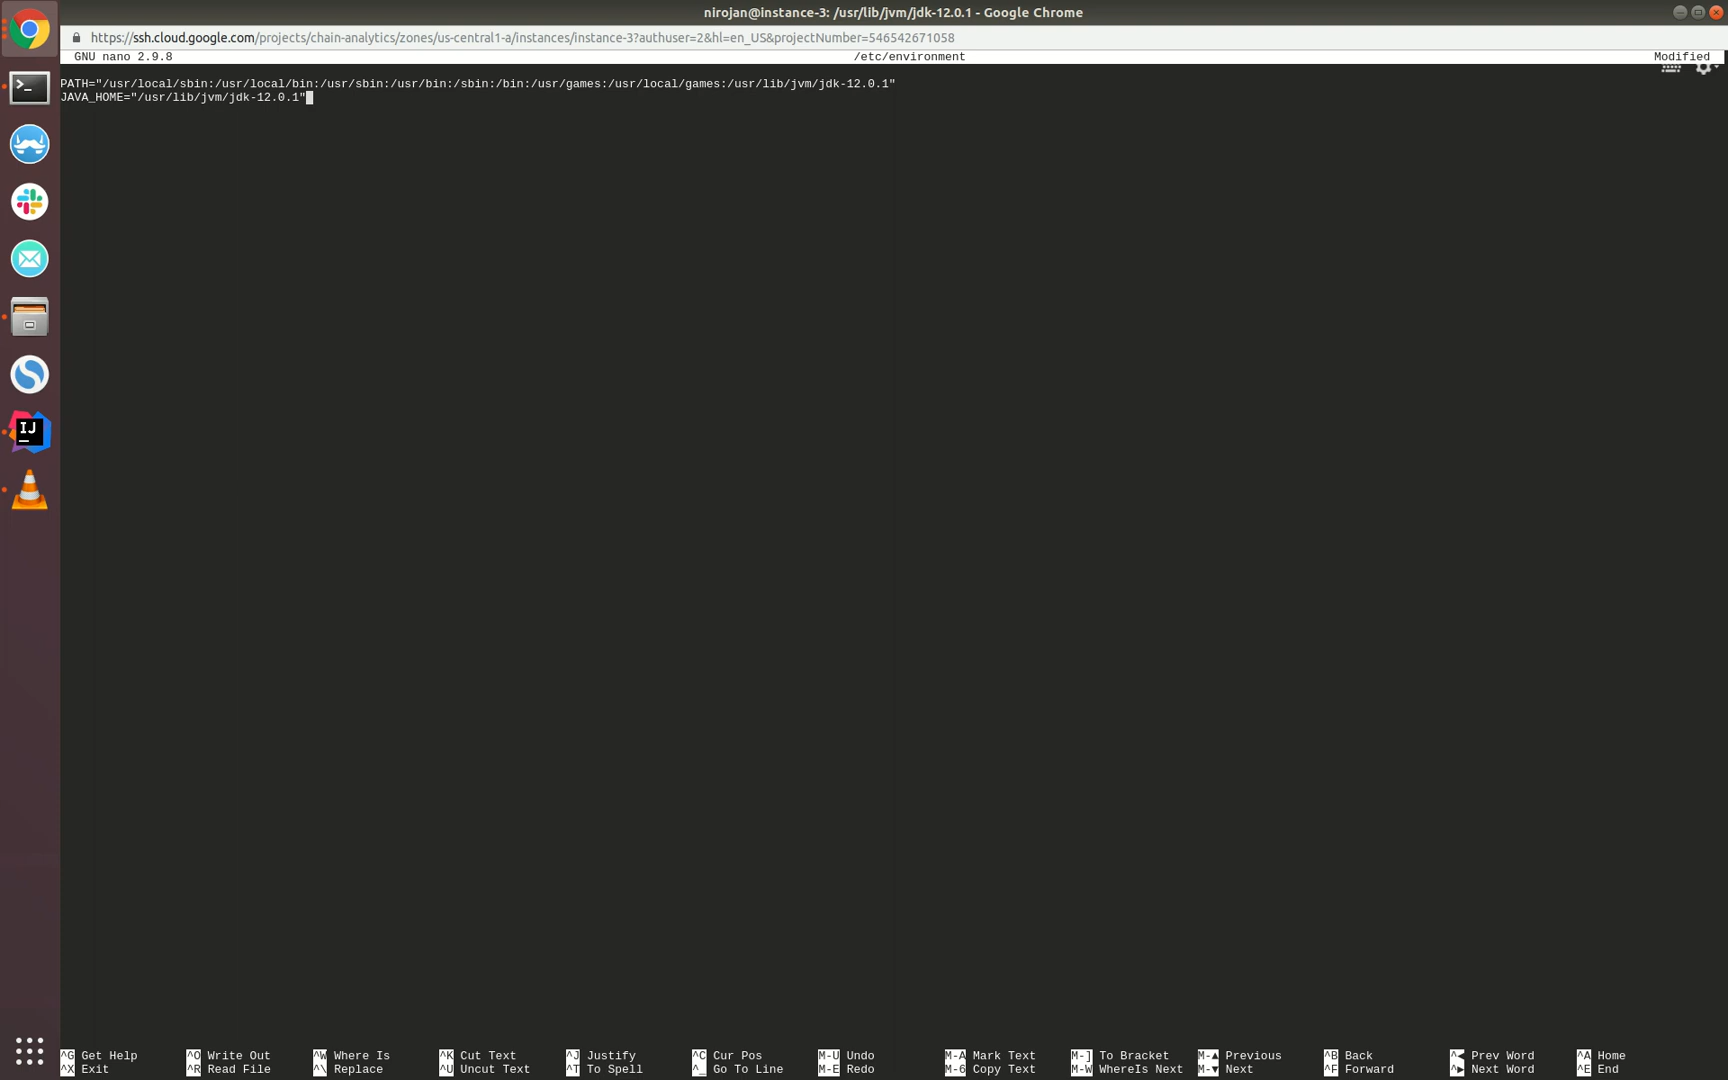 nirojan@instance-3: /usr/lib/jvm/jdk-12.0.1 - Google Chrome
https://ssh.cloud.google.com/projects/chain-analytics/zones/us-central1-a/instances/instance-3?authuser=2&hl=en_US&projectNumber=546542671058
GNU nano 2.9.8 /etc/environment Modified
PATH="/usr/local/sbin:/usr/local/bin:/usr/sbin:/usr/bin:/sbin:/bin:/usr/games:/usr/local/games:/usr/lib/jvm/jdk-12.0.1"
JAVA_HOME="/usr/lib/jvm/jdk-12.0.1"
IJ
^G Get Help ^O Write Out ^W Where Is ^K Cut Text ^J Justify ^C Cur Pos M-U Undo M-A Mark Text M-] To Bracket M-▲ Previous ^B Back ^◀ Prev Word ^A Home
^X Exit ^R Read File ^\ Replace ^U Uncut Text ^T To Spell ^_ Go To Line M-E Redo M-6 Copy Text M-W WhereIs Next M-▼ Next ^F Forward ^▶ Next Word ^E End